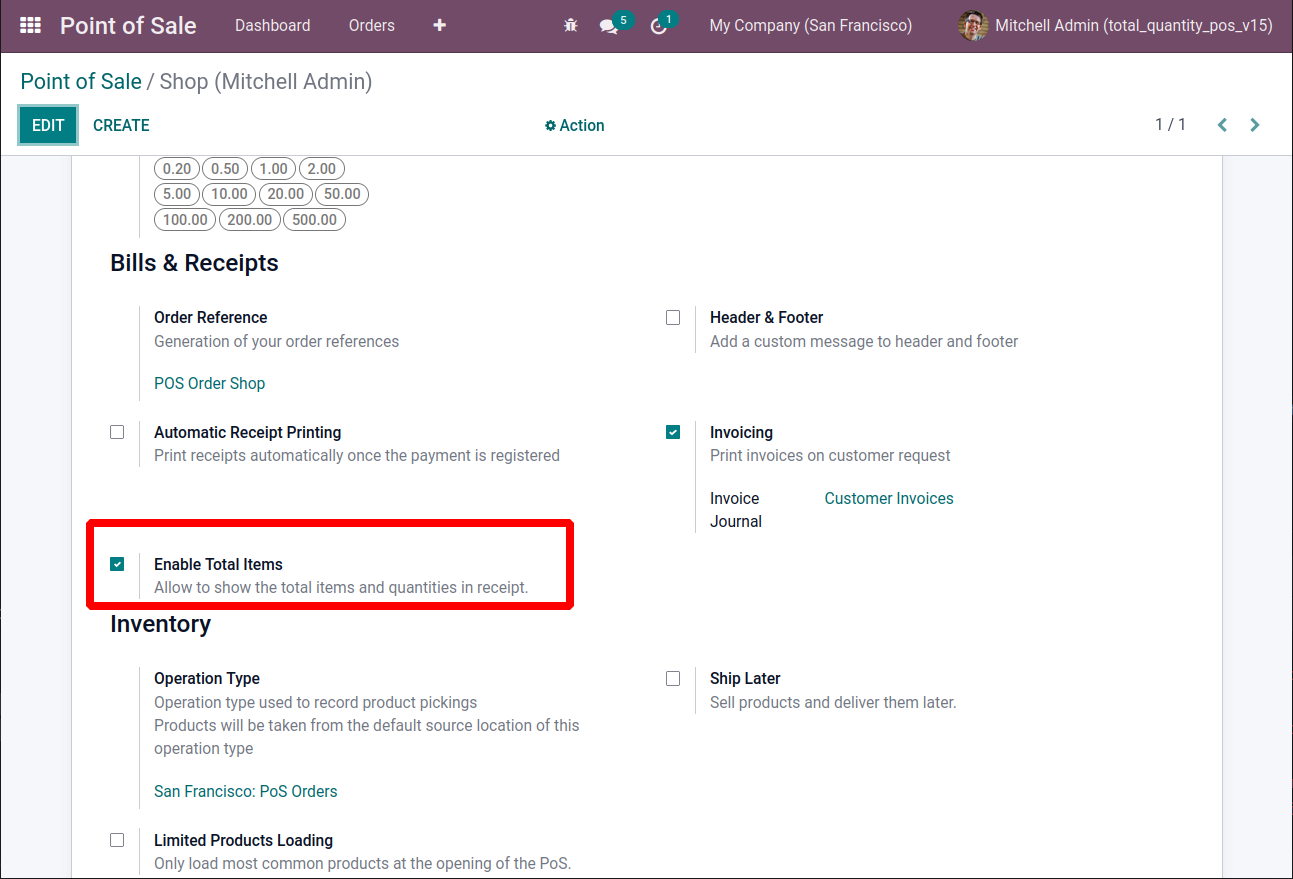 Point of Sale Dashboard Orders + 5 1 My Company (San Francisco) Mitchell Admin (total_quantity_pos_v15)
Point of Sale / Shop (Mitchell Admin)
EDIT CREATE Action 1 / 1
0.20 0.50 1.00 2.00
5.00 10.00 20.00 50.00
100.00 200.00 500.00
Bills & Receipts
Order Reference
Generation of your order references
POS Order Shop
Header & Footer
Add a custom message to header and footer
Automatic Receipt Printing
Print receipts automatically once the payment is registered
Invoicing
Print invoices on customer request
Invoice Journal Customer Invoices
Enable Total Items
Allow to show the total items and quantities in receipt.
Inventory
Operation Type
Operation type used to record product pickings
Products will be taken from the default source location of this
operation type
San Francisco: PoS Orders
Ship Later
Sell products and deliver them later.
Limited Products Loading
Only load most common products at the opening of the PoS.